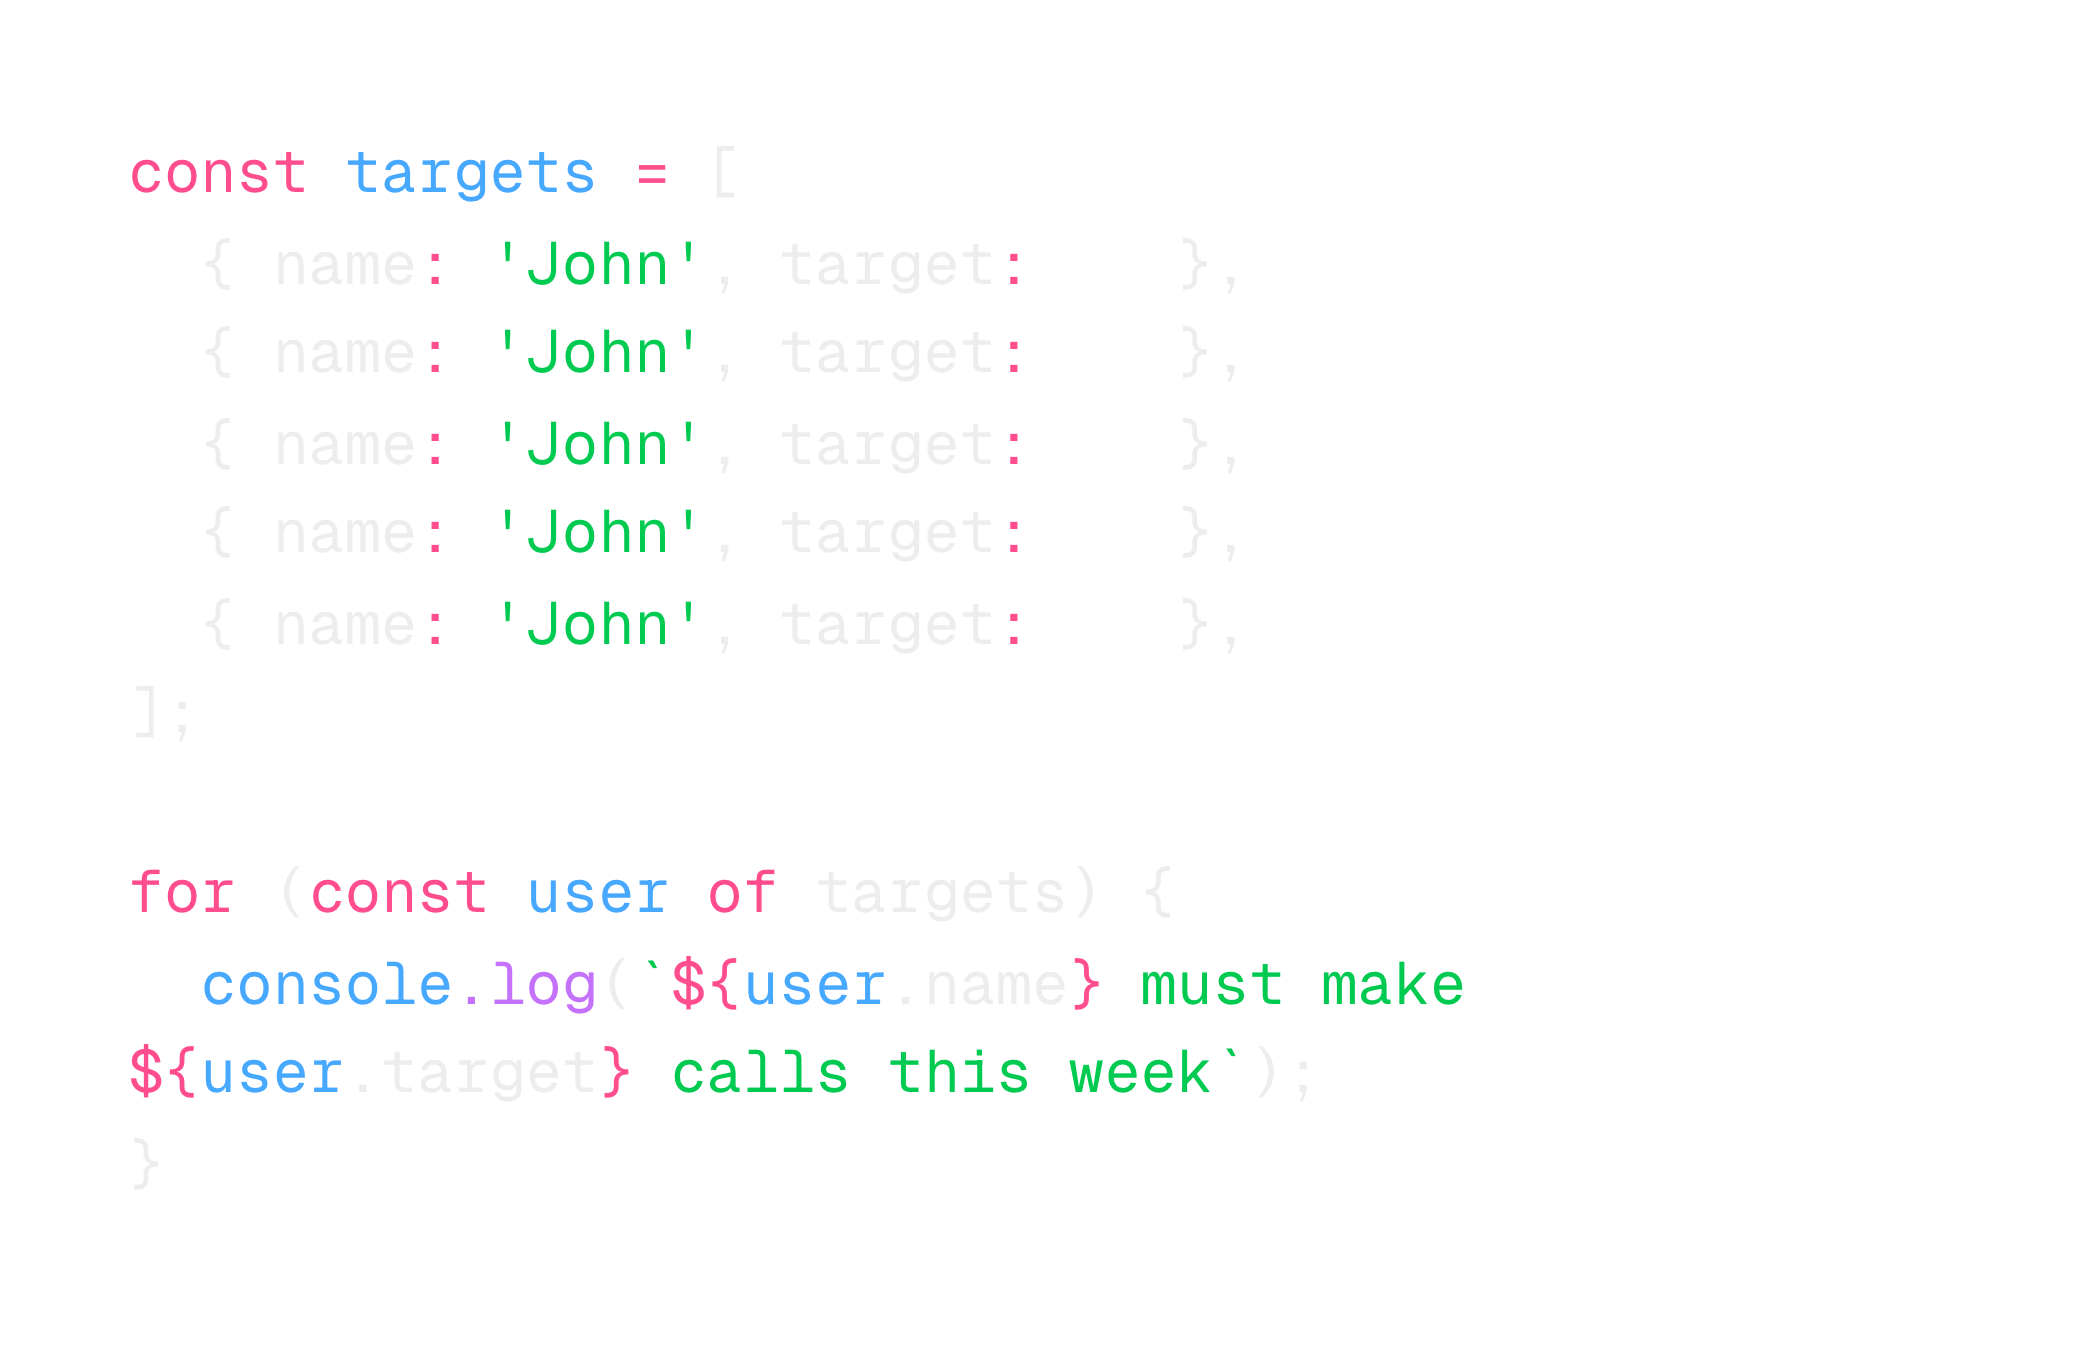 const targets = [
  { name: 'John', target:    },
  { name: 'John', target:    },
  { name: 'John', target:    },
  { name: 'John', target:    },
  { name: 'John', target:    },
];

for (const user of targets) {
  console.log(`${user.name} must make
${user.target} calls this week`);
}